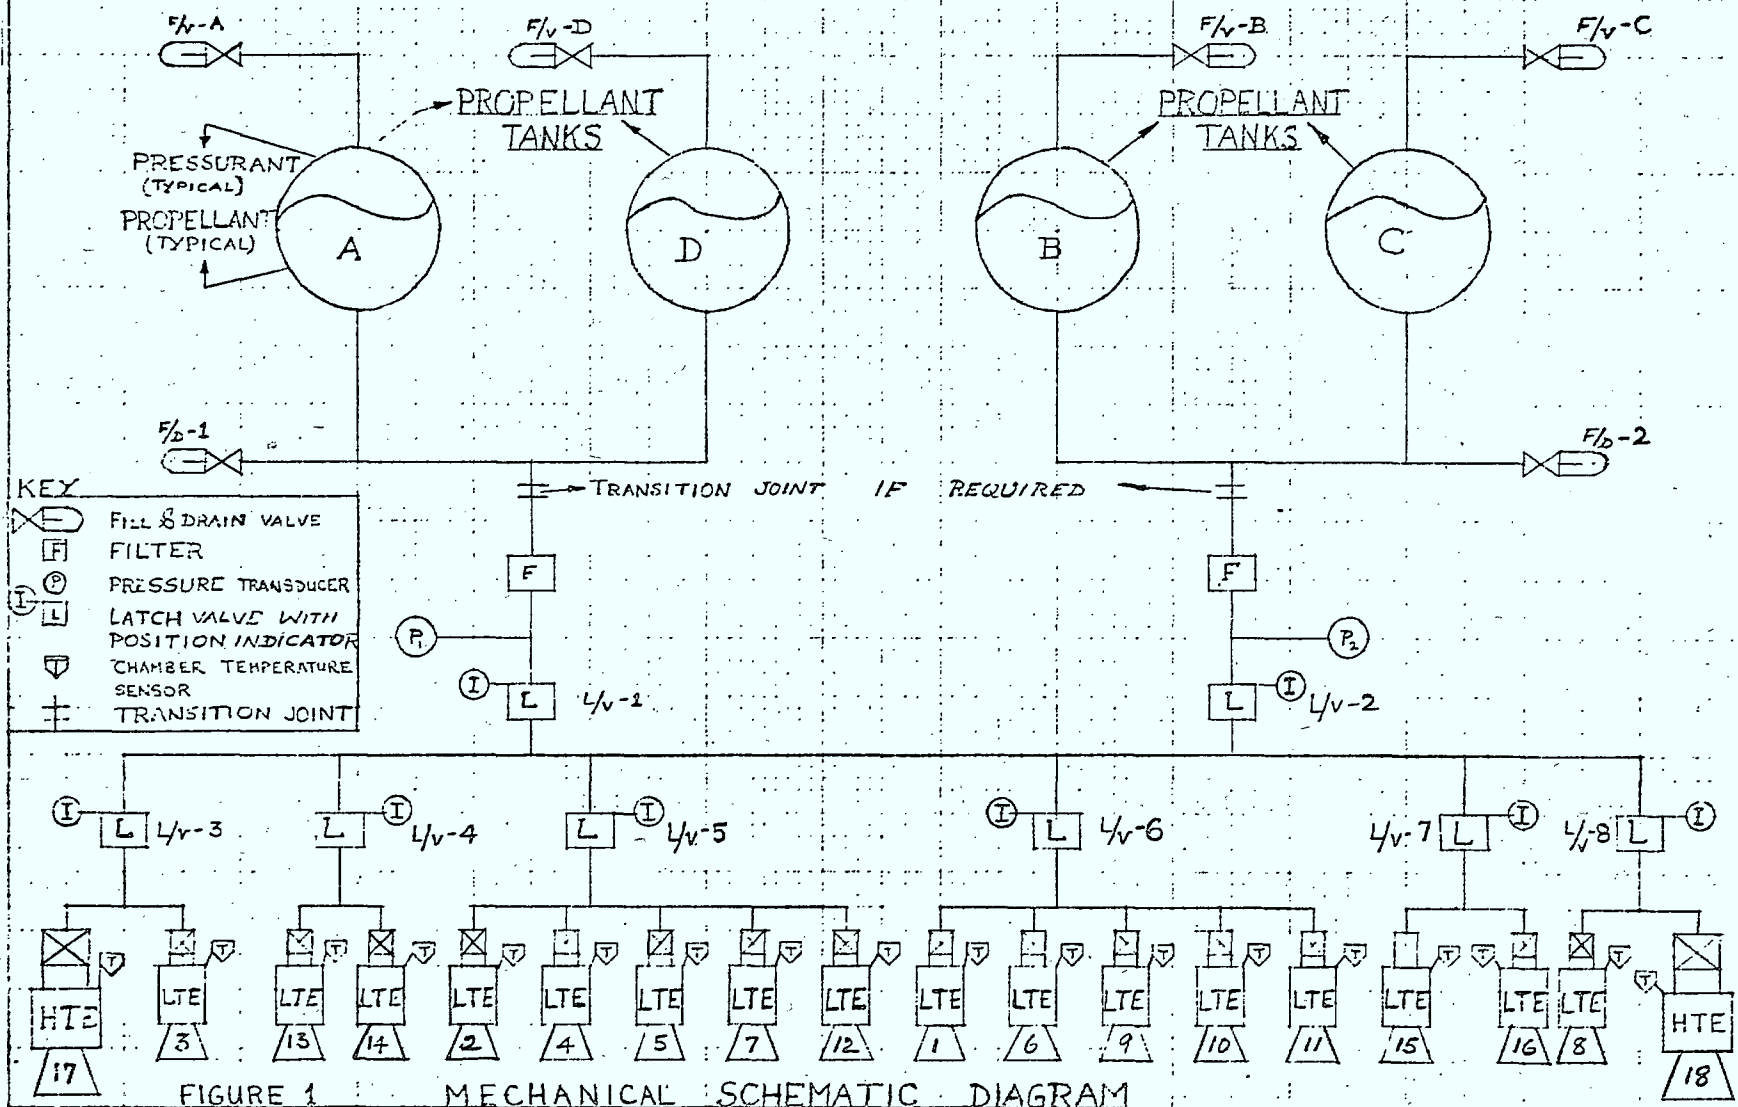 F/V-A
F/V-D
F/V-B
F/V-C
PROPELLANT
TANKS
PROPELLANT
TANKS
PRESSURANT
(TYPICAL)
PROPELLANT
(TYPICAL)
A
D
B
C
F/D-1
F/D-2
TRANSITION JOINT IF REQUIRED
KEY
FILL & DRAIN VALVE
F FILTER
P PRESSURE TRANSDUCER
I L LATCH VALVE WITH
POSITION INDICATOR
T CHAMBER TEMPERATURE
SENSOR
TRANSITION JOINT
F
F
P1
P2
I L L/V-1
L I L/V-2
I L L/V-3
L I L/V-4
L I L/V-5
I L L/V-6
L/V-7 L I
L/V-8 L I
T T T T T T T T T T T T T T T T T T
HTE LTE LTE LTE LTE LTE LTE LTE LTE LTE LTE LTE LTE LTE LTE LTE LTE HTE
17 3 13 14 2 4 5 7 12 1 6 9 10 11 15 16 8 18
FIGURE 1 MECHANICAL SCHEMATIC DIAGRAM